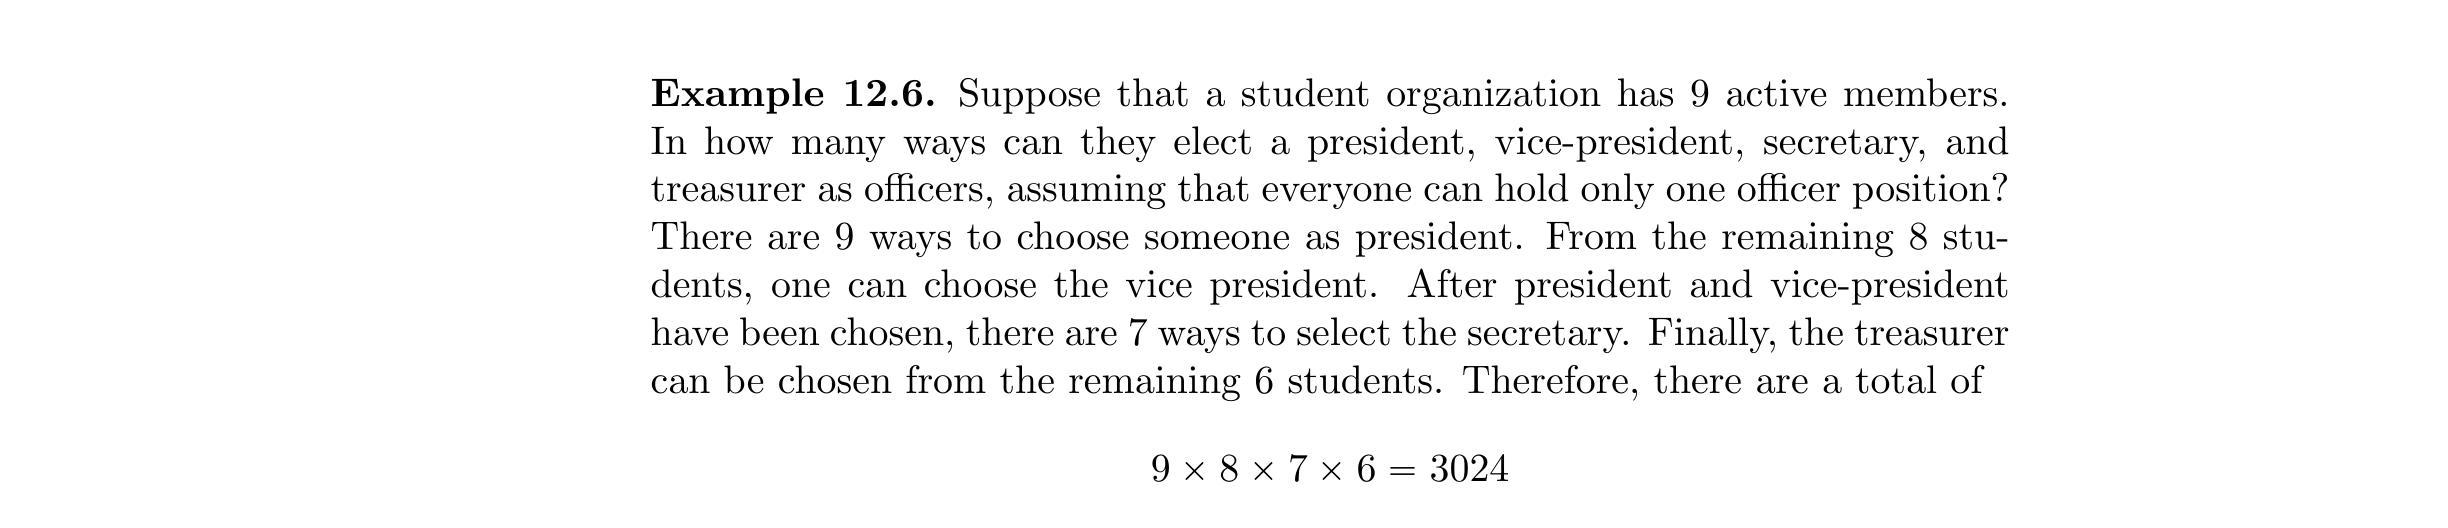 Example 12.6. Suppose that a student organization has 9 active members.
In how many ways can they elect a president, vice-president, secretary, and
treasurer as officers, assuming that everyone can hold only one officer position?
There are 9 ways to choose someone as president. From the remaining 8 stu-
dents, one can choose the vice president. After president and vice-president
have been chosen, there are 7 ways to select the secretary. Finally, the treasurer
can be chosen from the remaining 6 students. Therefore, there are a total of
9 × 8 × 7 × 6 = 3024